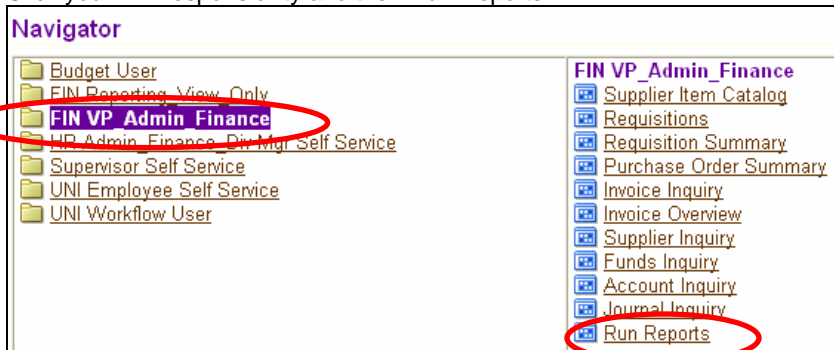 Navigator
Budget User
FIN Reporting_View_Only
FIN VP_Admin_Finance
HR Admin_Finance_Div Mgr Self Service
Supervisor Self Service
UNI Employee Self Service
UNI Workflow User
FIN VP_Admin_Finance
Supplier Item Catalog
Requisitions
Requisition Summary
Purchase Order Summary
Invoice Inquiry
Invoice Overview
Supplier Inquiry
Funds Inquiry
Account Inquiry
Journal Inquiry
Run Reports